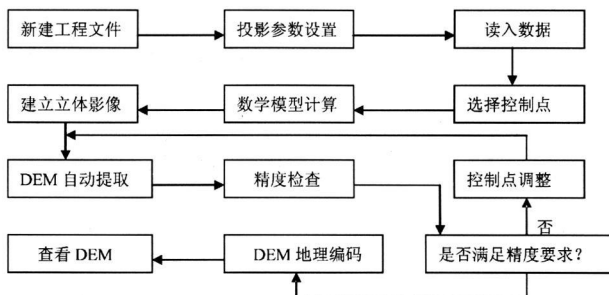 新建工程文件
投影参数设置
读入数据
建立立体影像
数学模型计算
选择控制点
DEM 自动提取
精度检查
控制点调整
否
查看 DEM
DEM 地理编码
是否满足精度要求？